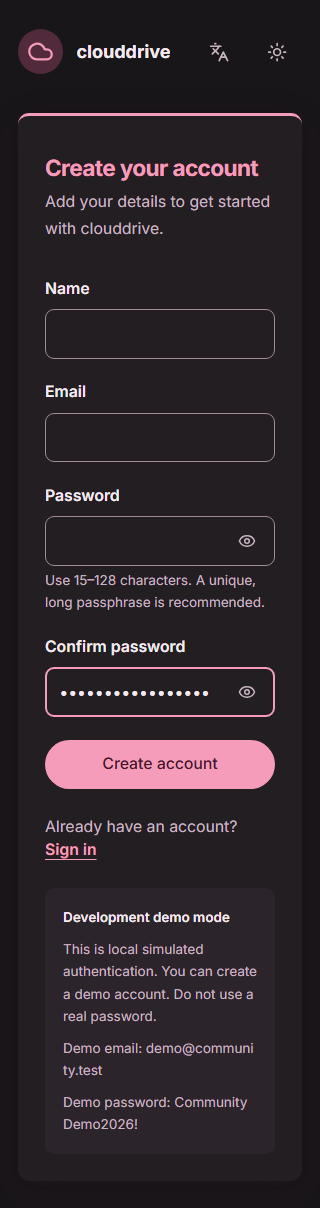 clouddrive
Create your account
Add your details to get started
with clouddrive.
Name
Email
Password
Use 15–128 characters. A unique,
long passphrase is recommended.
Confirm password
•••••••••••••••••
Create account
Already have an account?
Sign in
Development demo mode
This is local simulated
authentication. You can create
a demo account. Do not use a
real password.
Demo email: demo@communi
ty.test
Demo password: Community
Demo2026!